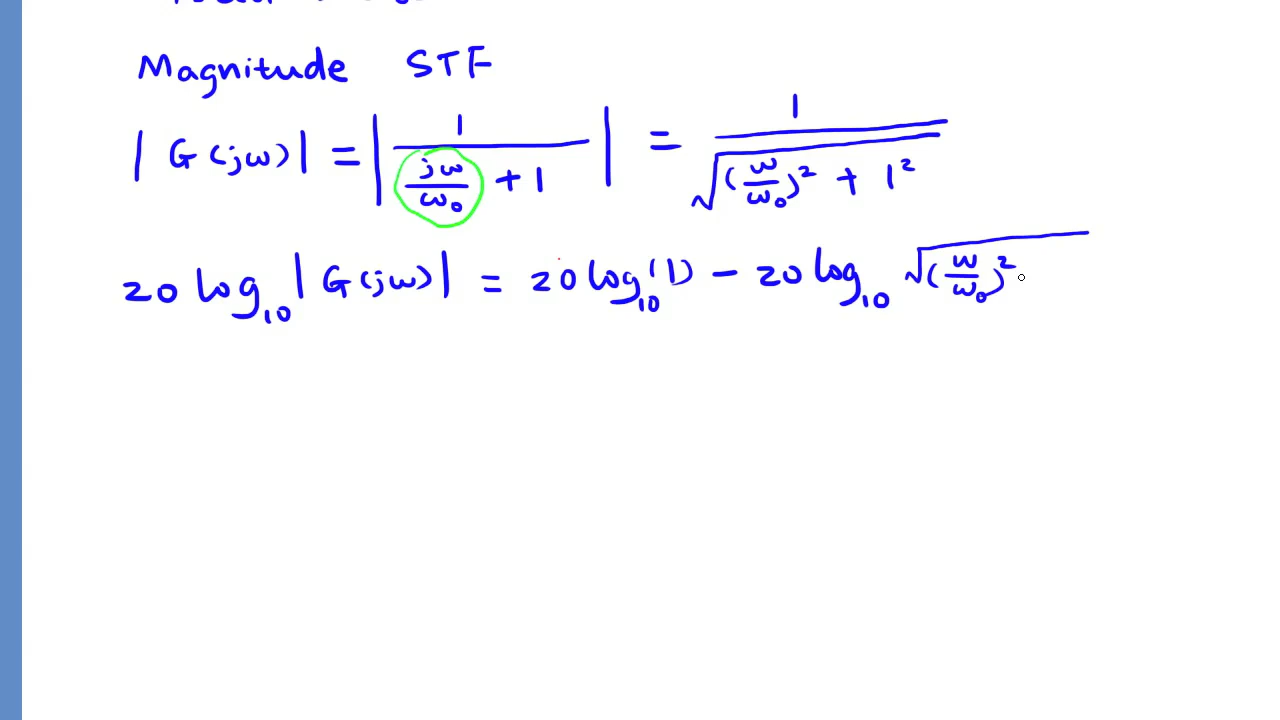 Magnitude STF
|G(jω)| = |1/(jω/ω₀ + 1)| = 1/√((ω/ω₀)² + 1²)
20 log₁₀ |G(jω)| = 20 log₁₀(1) − 20 log₁₀ √((ω/ω₀)²